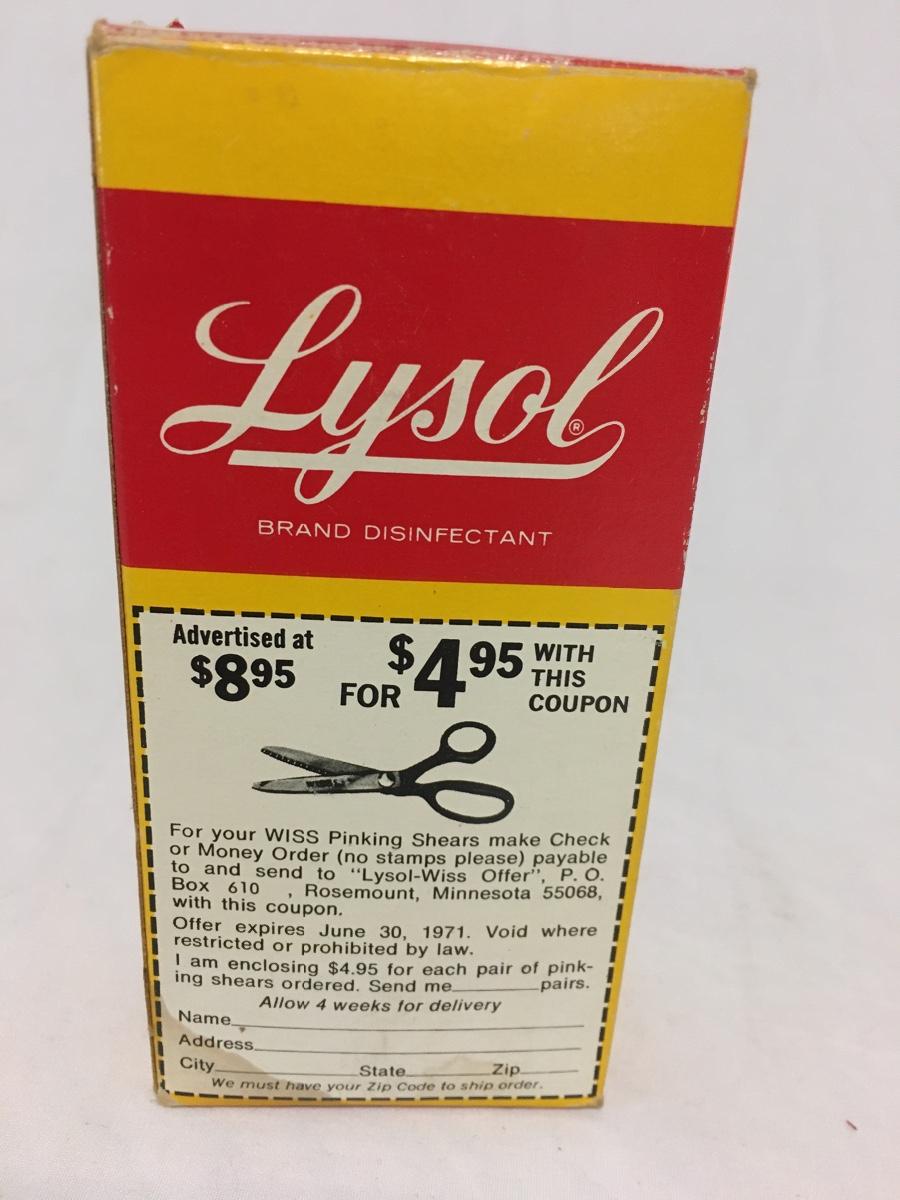 Lysol®
BRAND DISINFECTANT
Advertised at
$895
FOR $4 95
WITH
THIS
COUPON
WISS
For your WISS Pinking Shears make Check
or Money Order (no stamps please) payable
to and send to "Lysol-Wiss Offer", P. O.
Box 610 , Rosemount, Minnesota 55068,
with this coupon.
Offer expires June 30, 1971. Void where
restricted or prohibited by law.
I am enclosing $4.95 for each pair of pink-
ing shears ordered. Send me________pairs.
Allow 4 weeks for delivery
Name
Address
City State Zip
We must have your Zip Code to ship order.